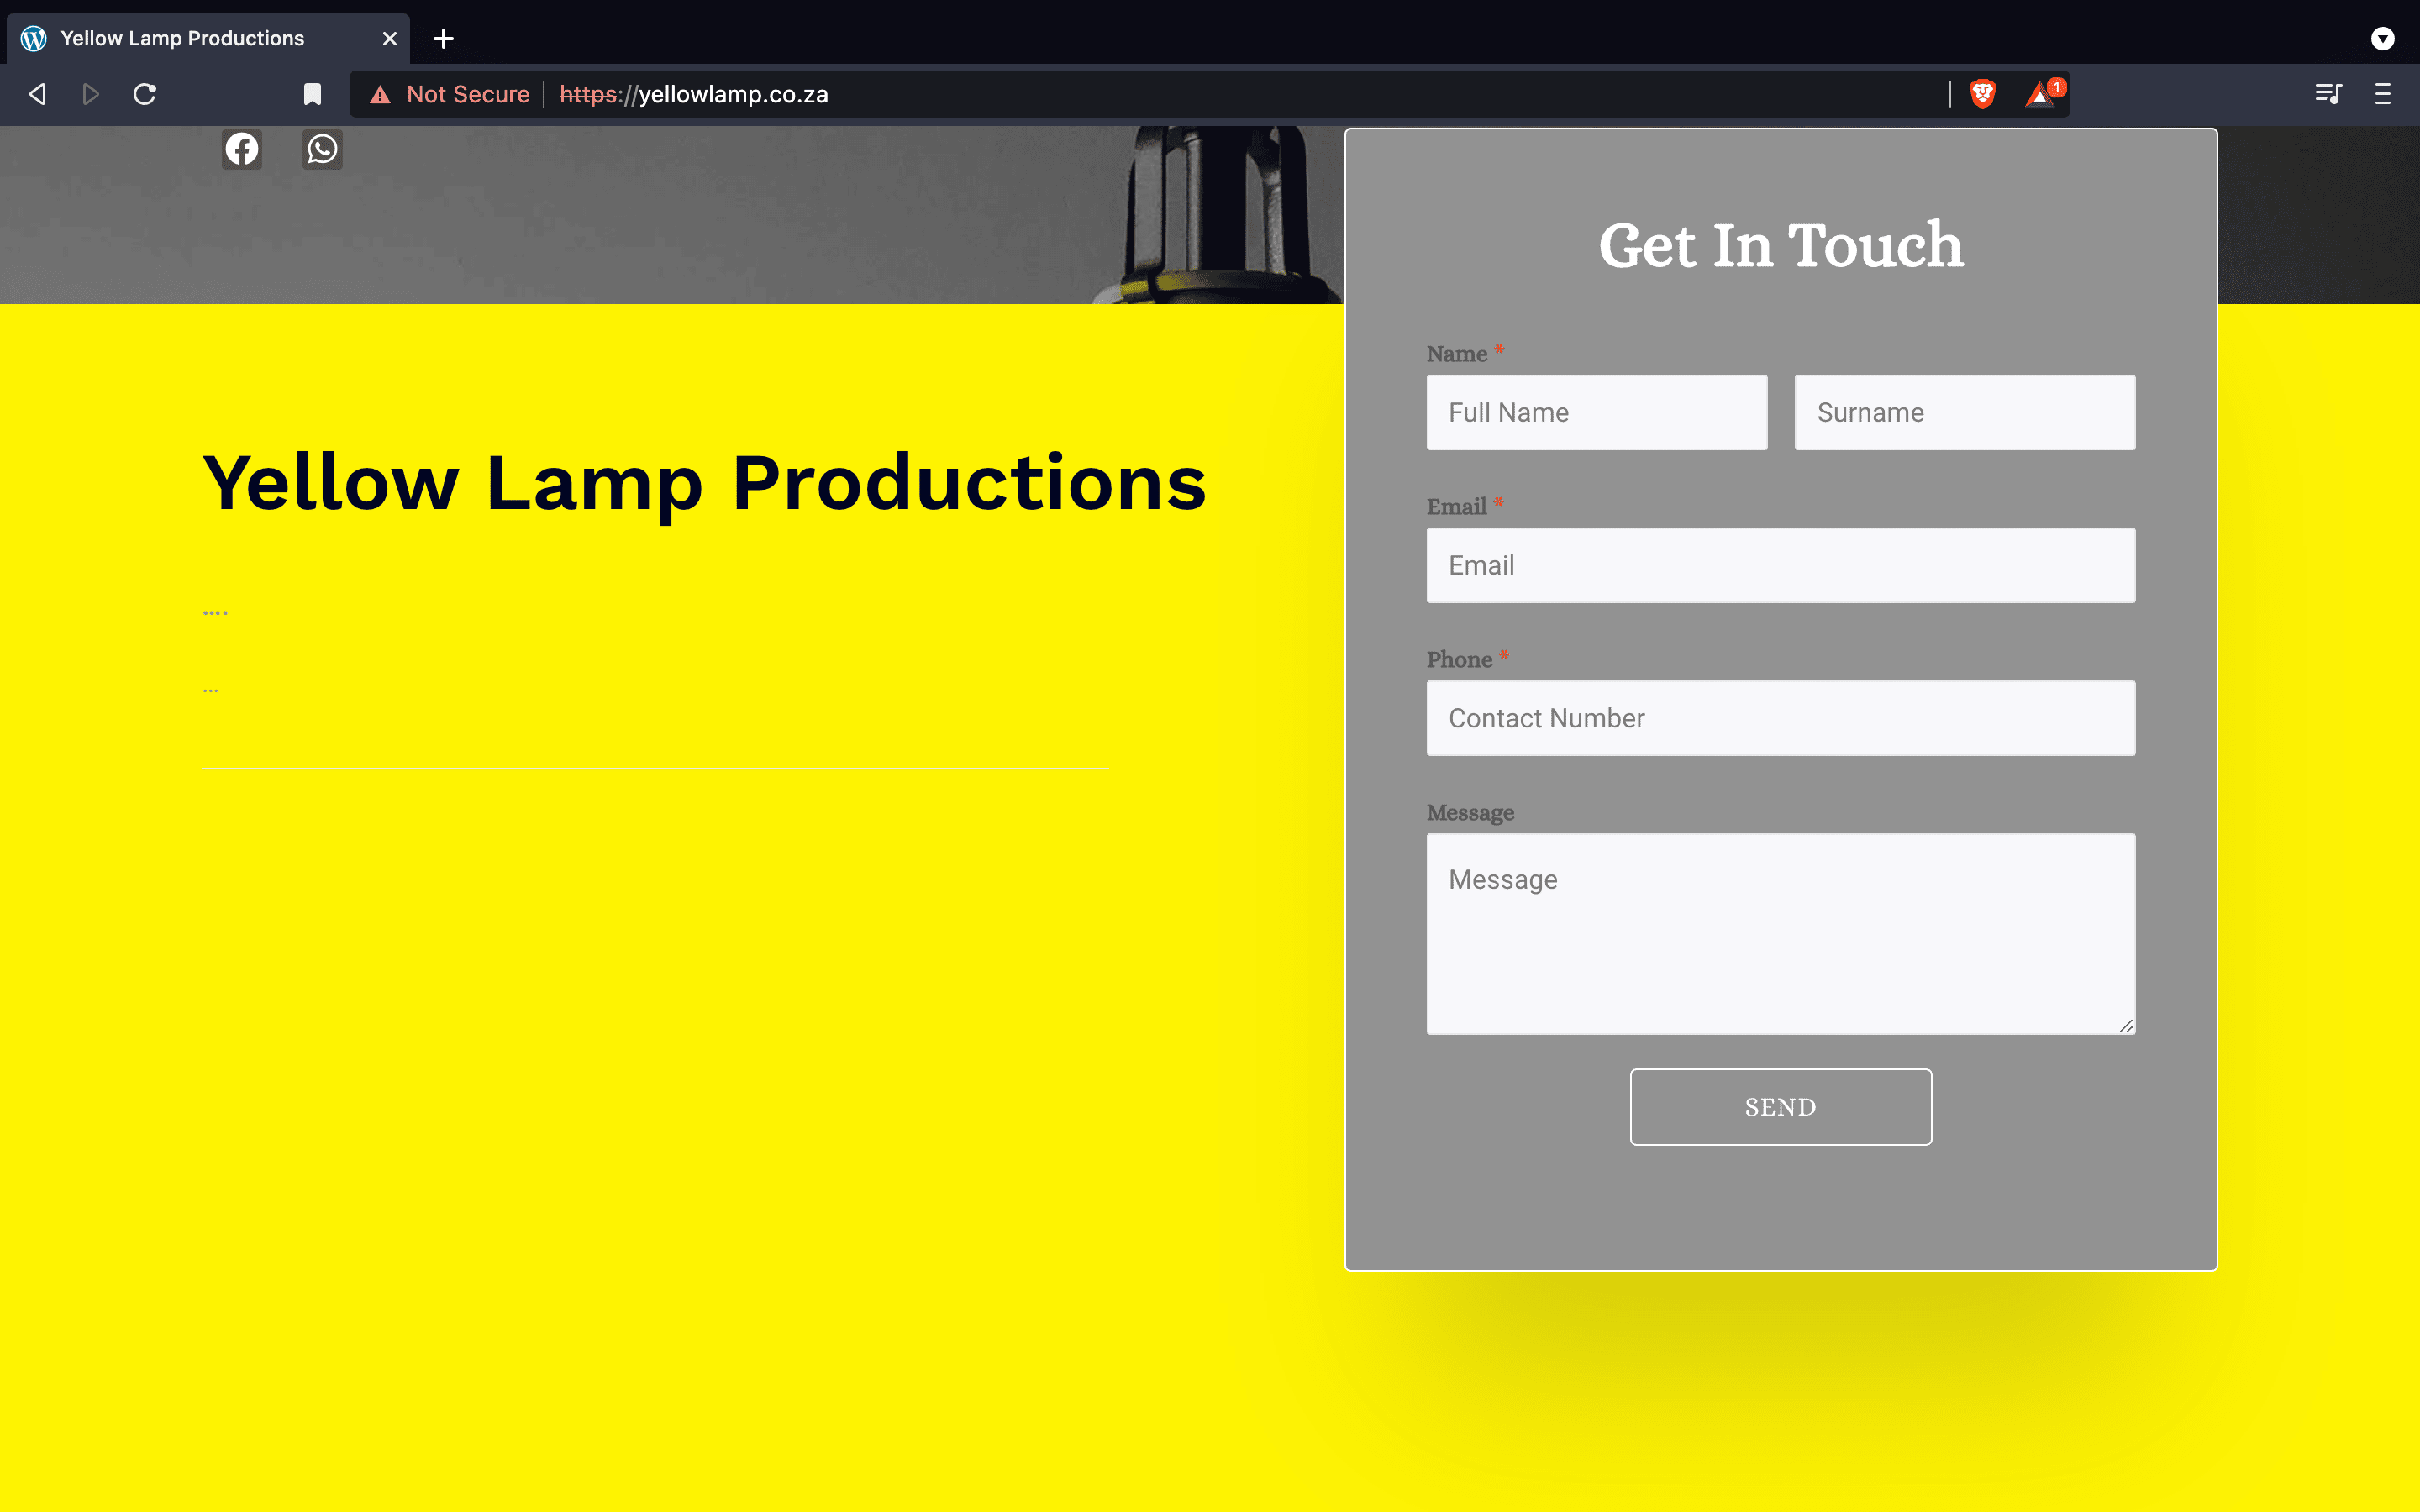 Yellow Lamp Productions
Not Secure
https://yellowlamp.co.za
1
Get In Touch
Name *
Full Name
Surname
Yellow Lamp Productions
Email *
Email
....
Phone *
...
Contact Number
Message
Message
SEND